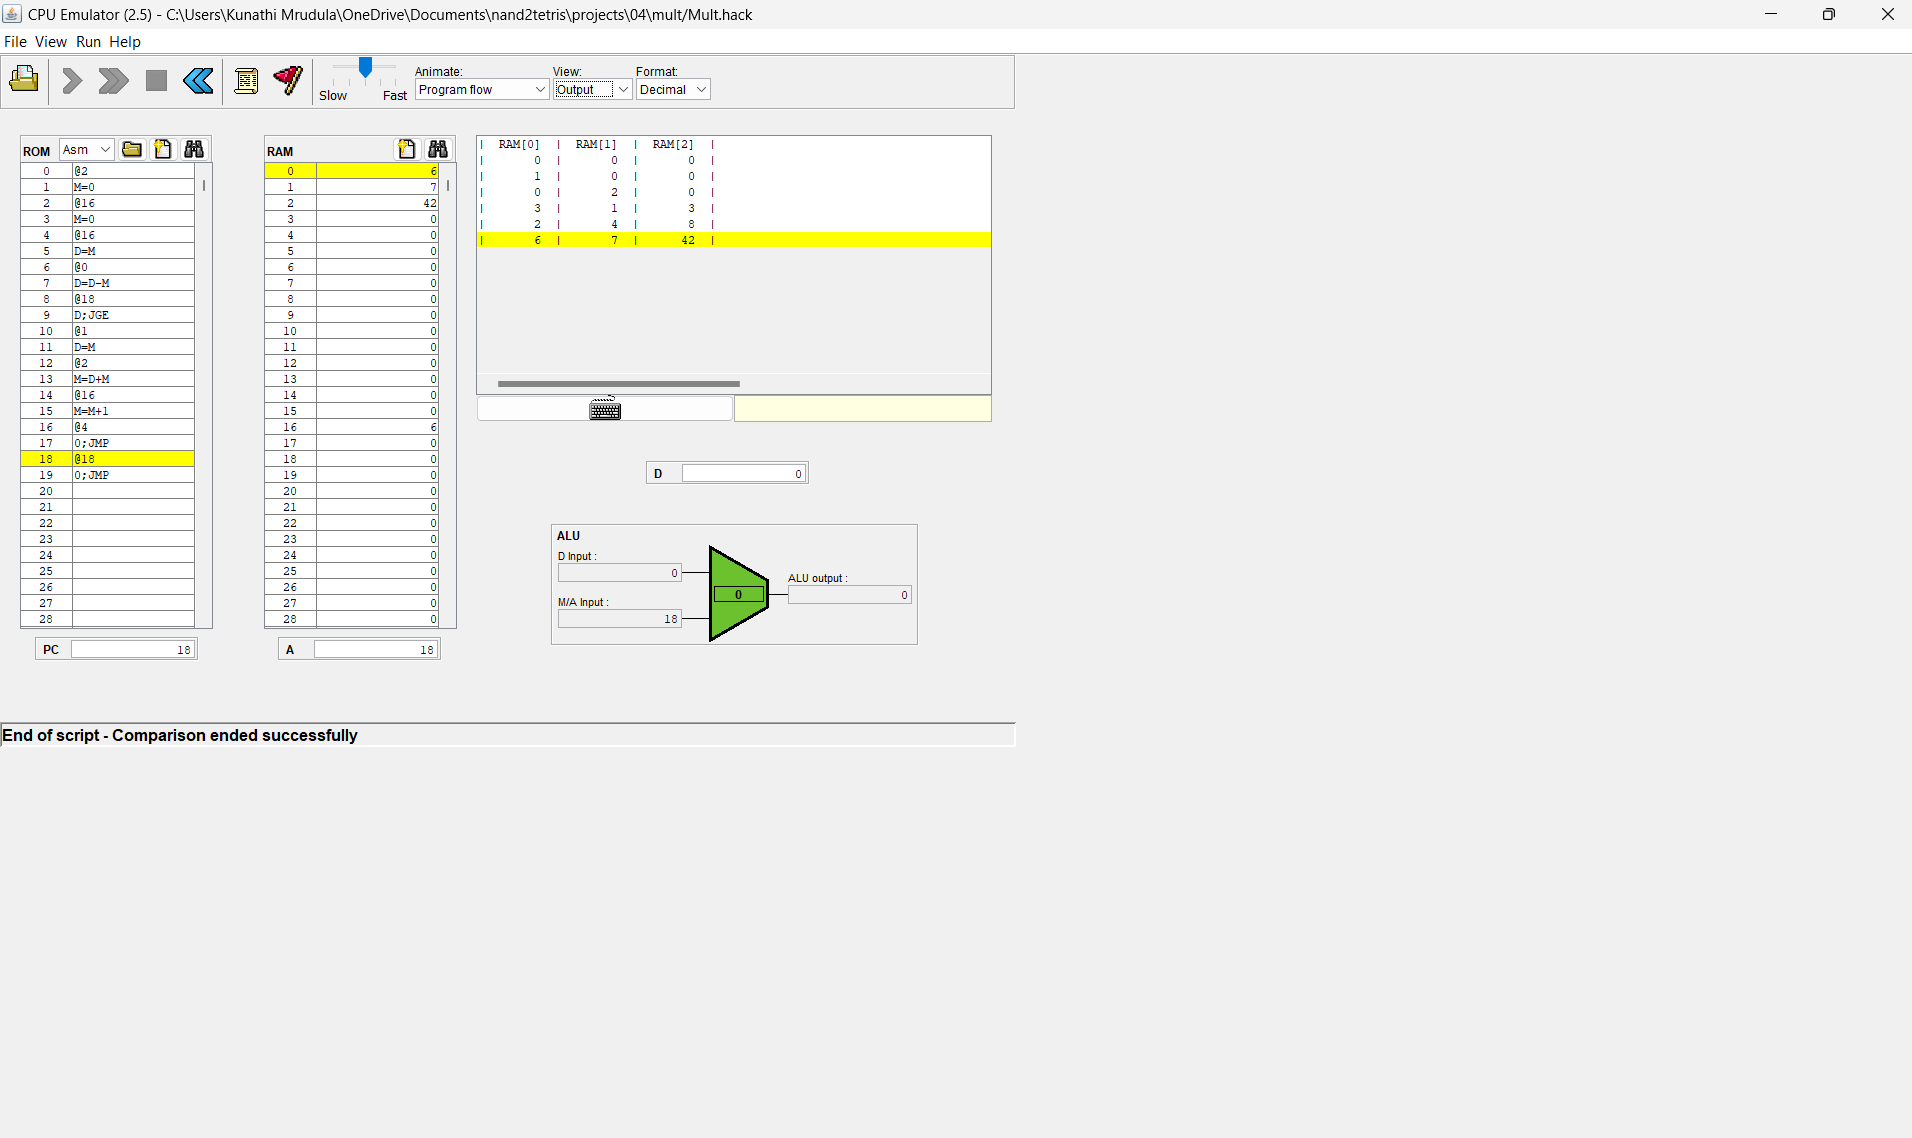 CPU Emulator (2.5) - C:\Users\Kunathi Mrudula\OneDrive\Documents\nand2tetris\projects\04\mult/Mult.hack
File View Run Help
Slow Fast
Animate:
Program flow
View:
Output
Format:
Decimal
ROM Asm
0 @2
1 M=0
2 @16
3 M=0
4 @16
5 D=M
6 @0
7 D=D-M
8 @18
9 D;JGE
10 @1
11 D=M
12 @2
13 M=D+M
14 @16
15 M=M+1
16 @4
17 0;JMP
18 @18
19 0;JMP
20
21
22
23
24
25
26
27
28
PC 18
RAM
0 6
1 7
2 42
3 0
4 0
5 0
6 0
7 0
8 0
9 0
10 0
11 0
12 0
13 0
14 0
15 0
16 6
17 0
18 0
19 0
20 0
21 0
22 0
23 0
24 0
25 0
26 0
27 0
28 0
A 18
| RAM[0] | RAM[1] | RAM[2] |
| 0 | 0 | 0 |
| 1 | 0 | 0 |
| 0 | 2 | 0 |
| 3 | 1 | 3 |
| 2 | 4 | 8 |
| 6 | 7 | 42 |
D 0
ALU
D Input :
0
M/A Input :
18
0
ALU output :
0
End of script - Comparison ended successfully